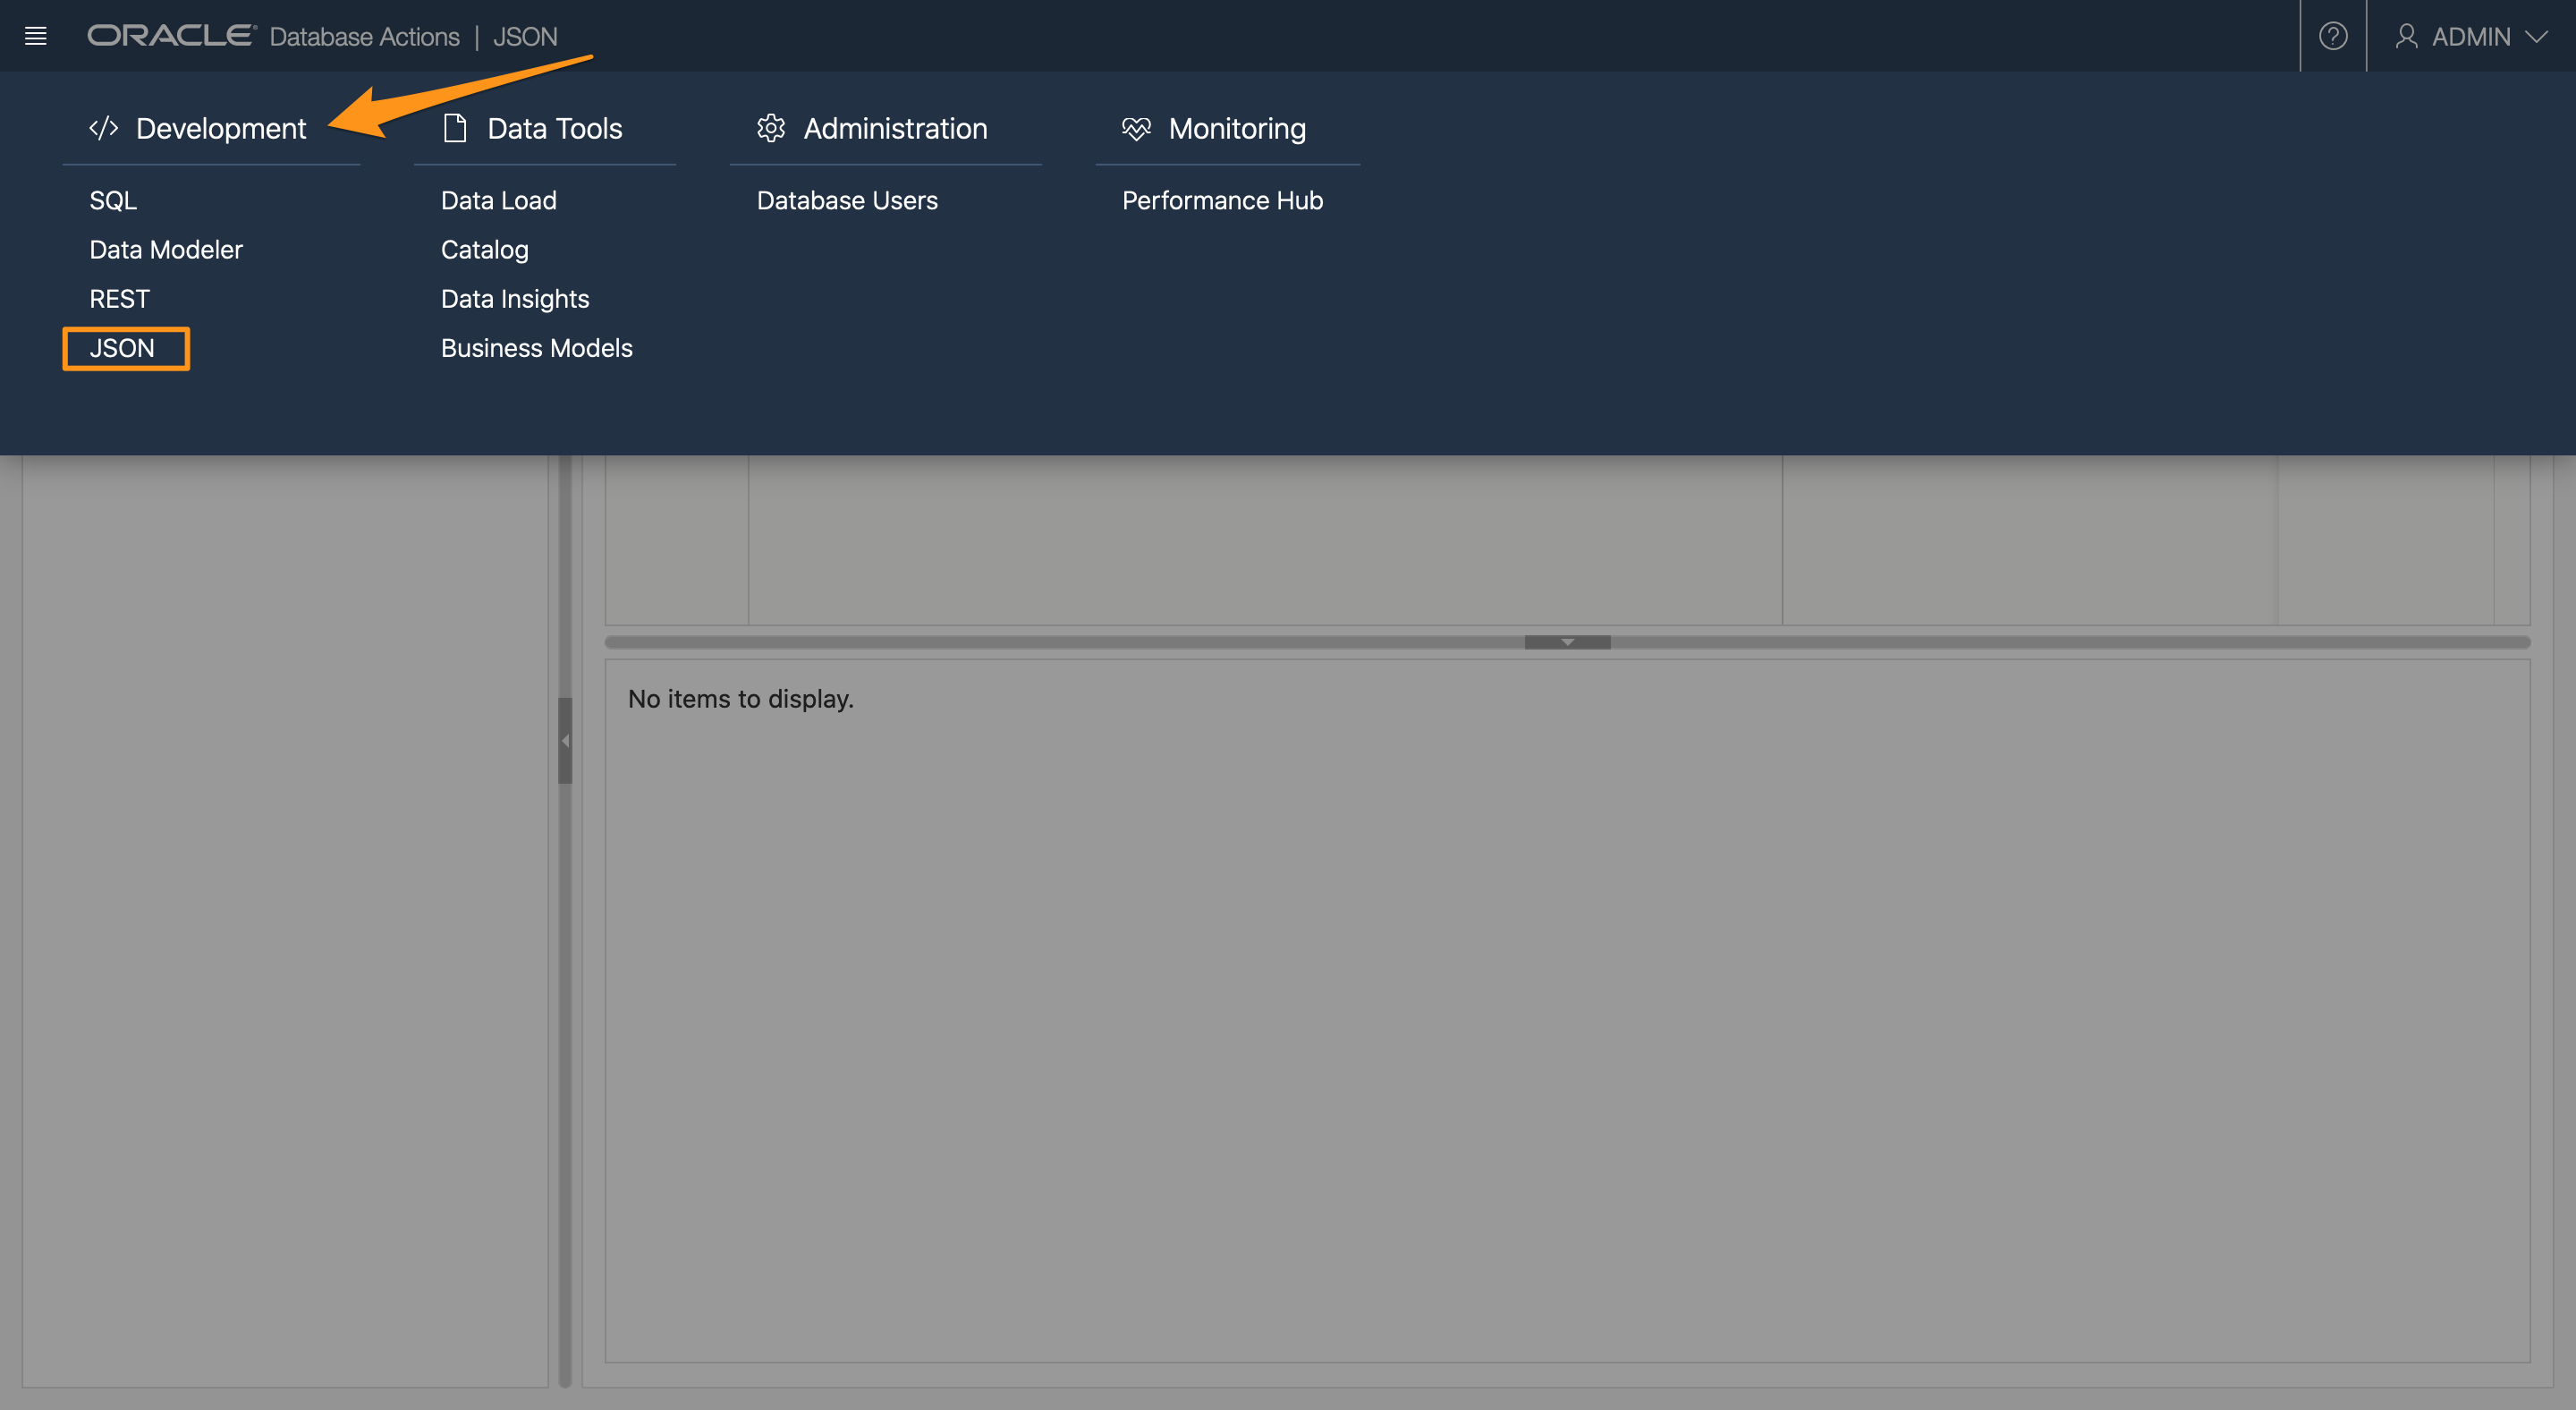 ORACLE Database Actions | JSON
ADMIN
Development
SQL
Data Modeler
REST
JSON
Data Tools
Data Load
Catalog
Data Insights
Business Models
Administration
Database Users
Monitoring
Performance Hub
No items to display.